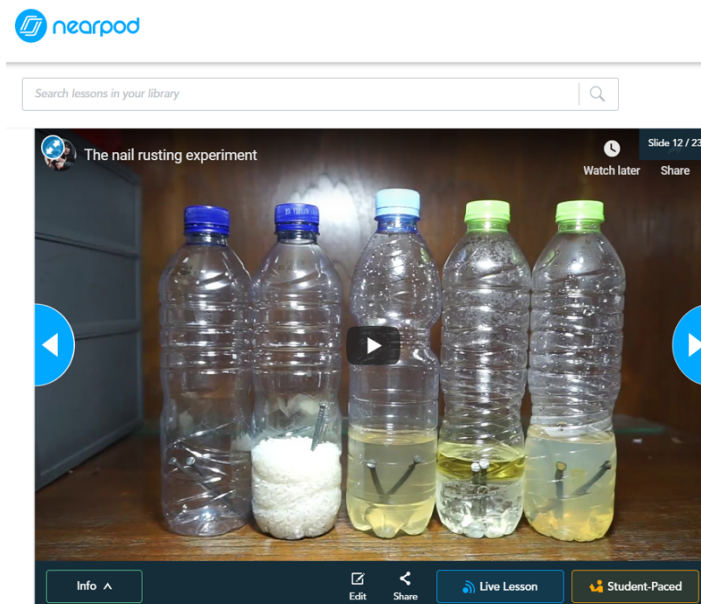 nearpod
Search lessons in your library
The nail rusting experiment
Slide 12 / 23
Watch later
Share
Info
Edit
Share
Live Lesson
Student-Paced